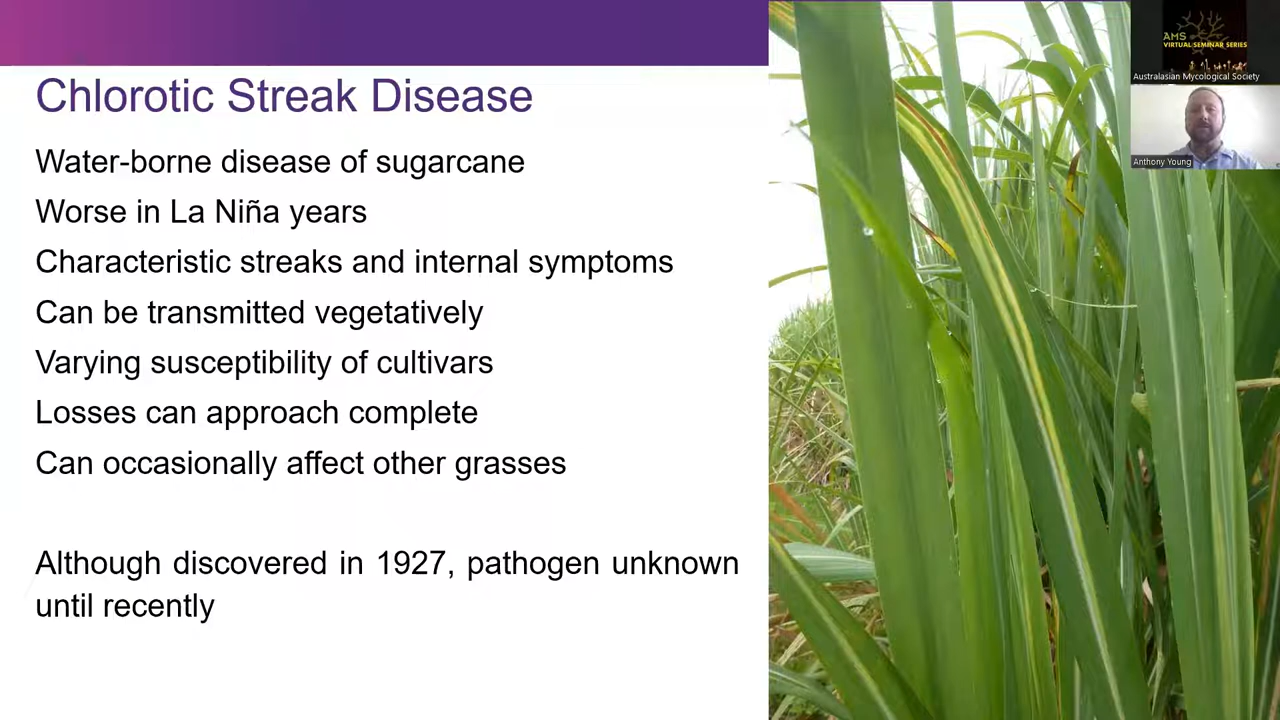 Chlorotic Streak Disease
Water-borne disease of sugarcane
Worse in La Niña years
Characteristic streaks and internal symptoms
Can be transmitted vegetatively
Varying susceptibility of cultivars
Losses can approach complete
Can occasionally affect other grasses
Although discovered in 1927, pathogen unknown
until recently
AMS
VIRTUAL SEMINAR SERIES
Australasian Mycological Society
Anthony Young